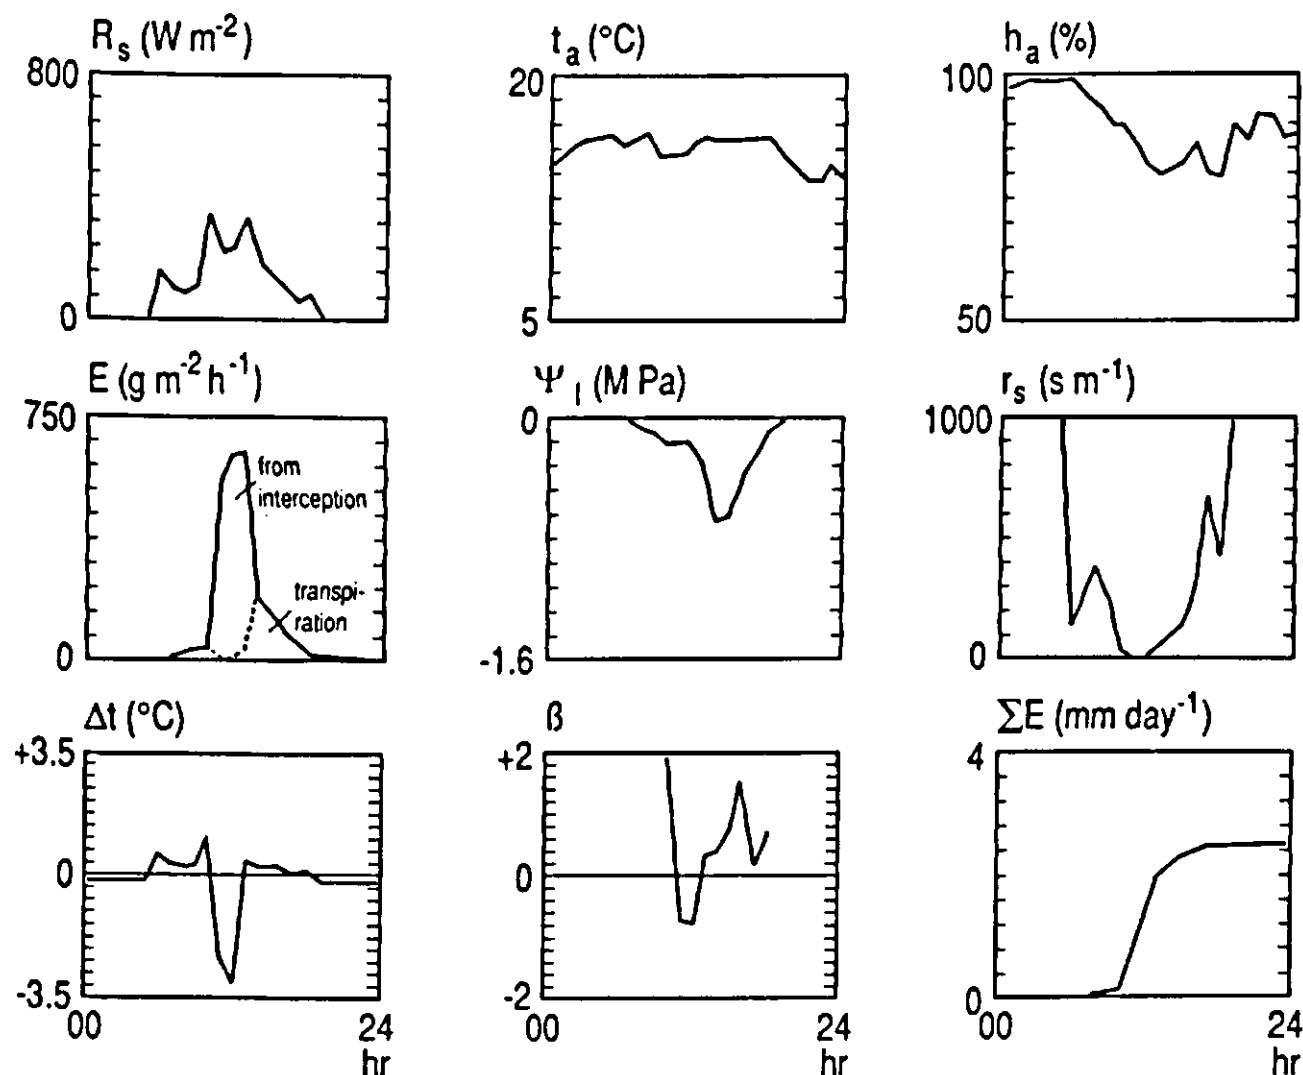 R_s (W m⁻²)
800
0
t_a (°C)
20
5
h_a (%)
100
50
E (g m⁻² h⁻¹)
750
0
from
interception
transpi-
ration
Ψ_l (M Pa)
0
-1.6
r_s (s m⁻¹)
1000
0
Δt (°C)
+3.5
0
-3.5
00
24
hr
ß
+2
0
-2
00
24
hr
ΣE (mm day⁻¹)
4
0
00
24
hr